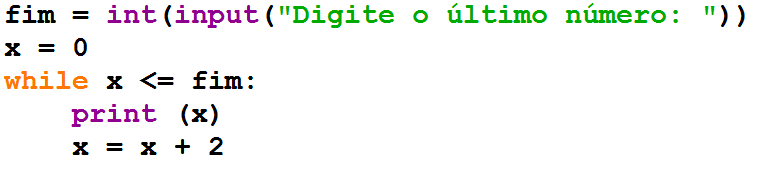 fim = int(input("Digite o último número: "))
x = 0
while x <= fim:
    print (x)
    x = x + 2